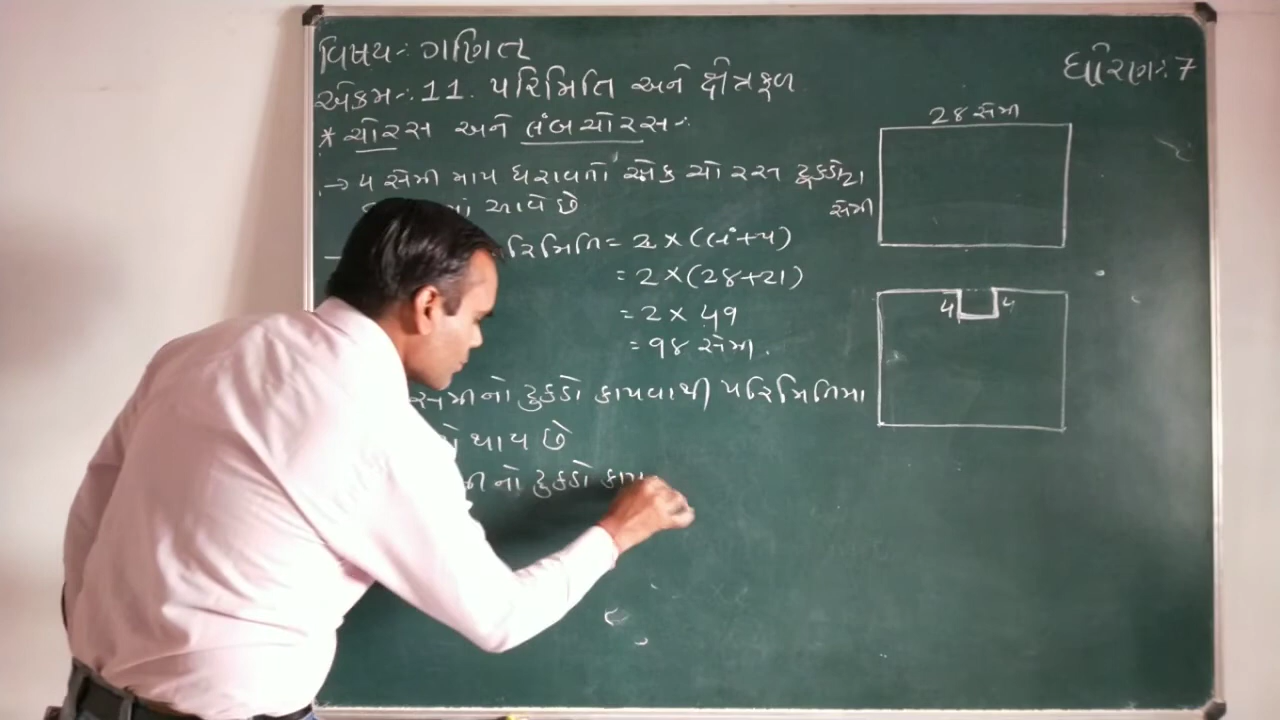 વિષય:- ગણિત
ધોરણ:- 7
એકમ:- 11. પરિમિતિ અને ક્ષેત્રફળ
* ચોરસ અને લંબચોરસ:-
28 સેમી
→ 4 સેમી માપ ધરાવતો એક ચોરસ ટૂકડો
21
સેમી
માં આવે છે
રિમિતિ = 2 × (લં+પ)
= 2 × (28+21)
= 2 × 49
= 98 સેમી.
4 4
સેમીનો ટુકડો કાપવાથી પરિમિતિમાં
થાય છે
મીનો ટુકડો કાપ